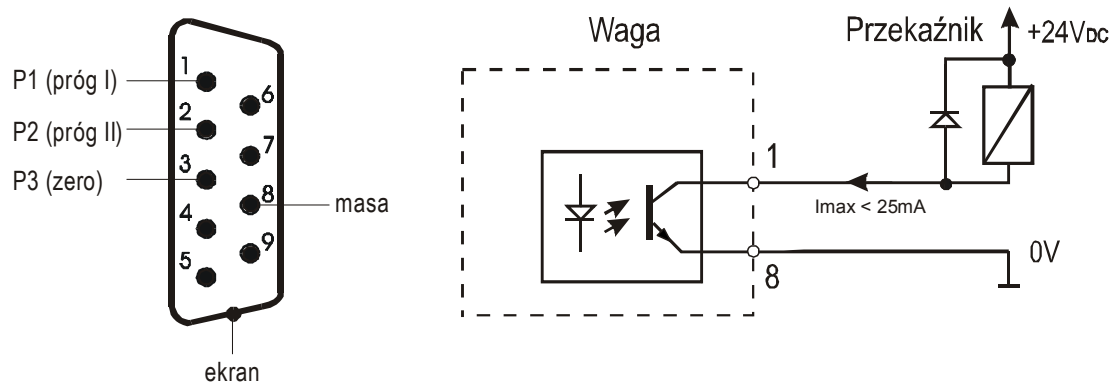 P1 (próg I)
P2 (próg II)
P3 (zero)
1
2
3
4
5
6
7
8
9
masa
ekran
Waga
Przekaźnik
+24VDC
1
Imax < 25mA
8
0V